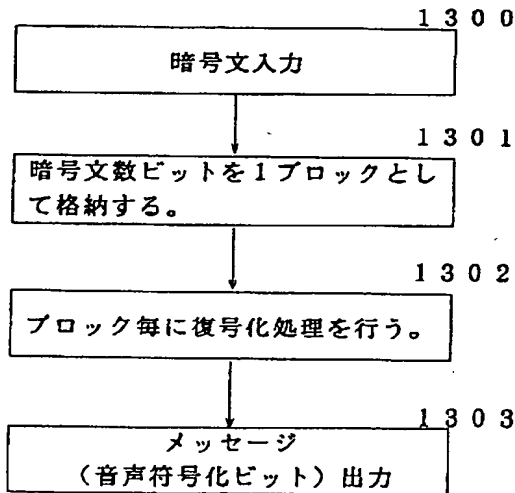 1300
暗号文入力
1301
暗号文数ビットを1ブロックとし
て格納する。
1302
ブロック毎に復号化処理を行う。
1303
メッセージ
(音声符号化ビット)出力